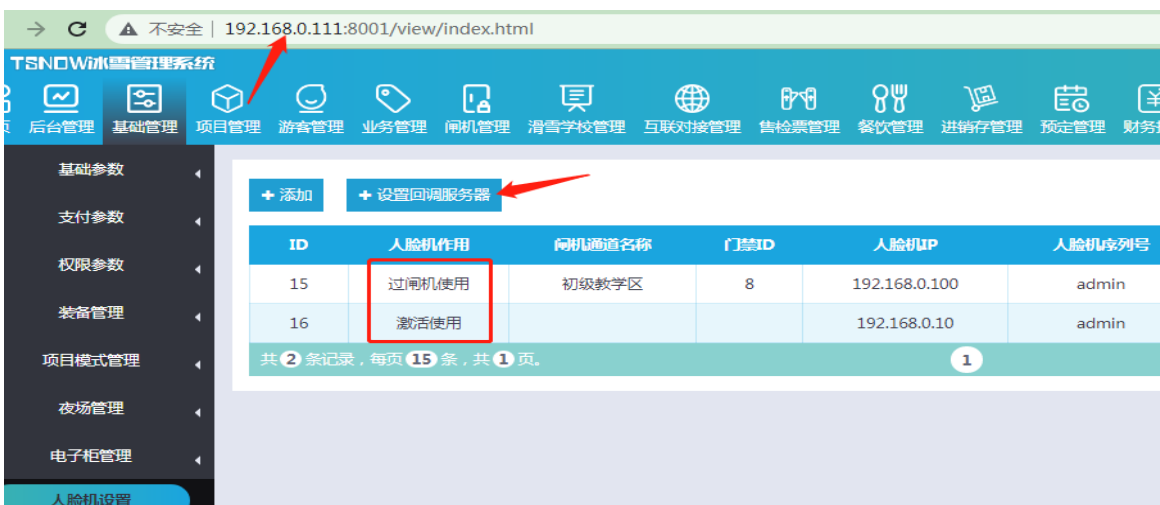 不安全 | 192.168.0.111:8001/view/index.html
TSNOWi冰雪管理系统
后台管理 基础管理 项目管理 游客管理 业务管理 闸机管理 滑雪学校管理 互联对接管理 售检票管理 餐饮管理 进销存管理 预定管理 财务
基础参数
支付参数
权限参数
装备管理
项目模式管理
夜场管理
电子柜管理
人脸机设置
+ 添加 + 设置回调服务器
ID 人脸机作用 闸机通道名称 门禁ID 人脸机IP 人脸机序列号
15 过闸机使用 初级教学区 8 192.168.0.100 admin
16 激活使用 192.168.0.10 admin
共 2 条记录，每页 15 条，共 1 页。 1